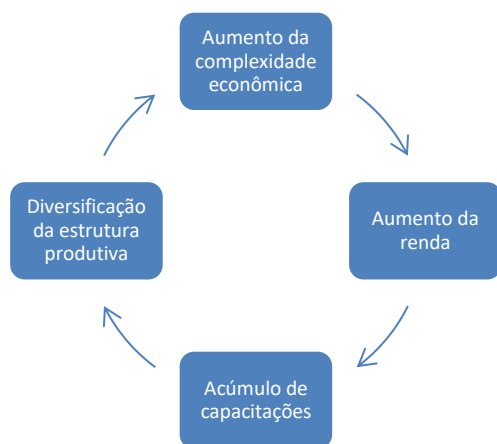 Aumento da
complexidade
econômica
Aumento da
renda
Acúmulo de
capacitações
Diversificação
da estrutura
produtiva